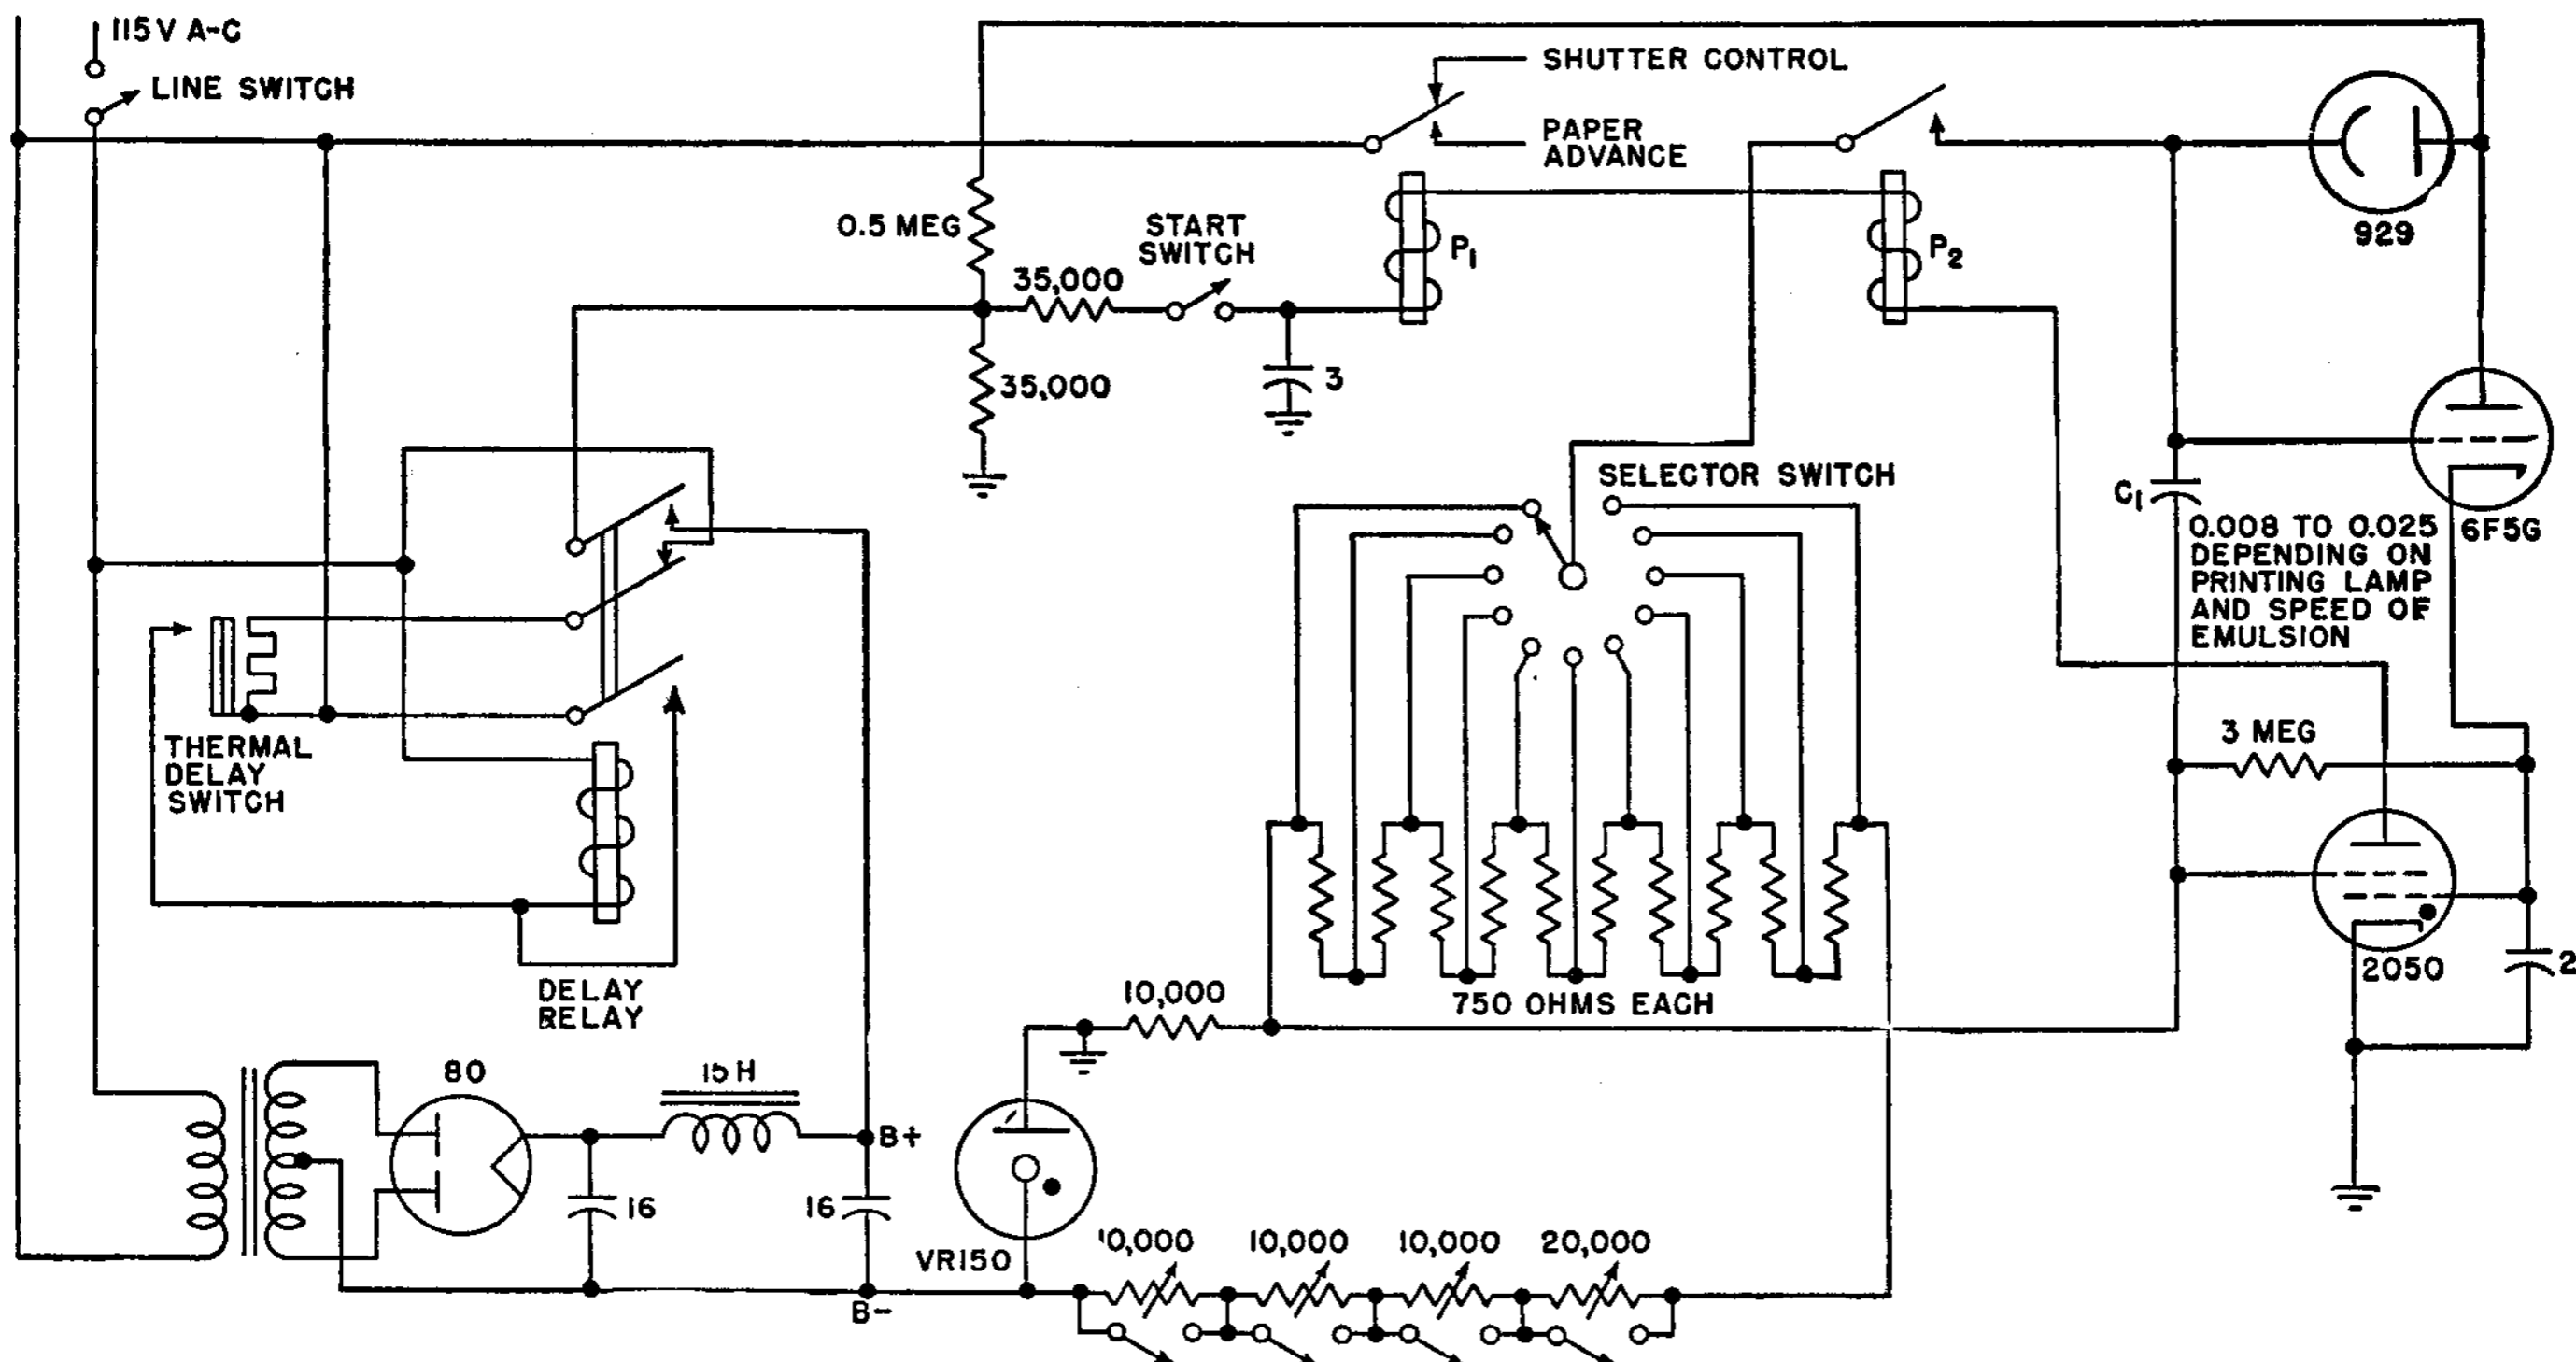 115V A-C
LINE SWITCH
SHUTTER CONTROL
PAPER
ADVANCE
0.5 MEG
START
SWITCH
35,000
P1
P2
929
35,000
3
SELECTOR SWITCH
C1
0.008 TO 0.025
DEPENDING ON
PRINTING LAMP
AND SPEED OF
EMULSION
6F5G
THERMAL
DELAY
SWITCH
3 MEG
DELAY
RELAY
10,000
750 OHMS EACH
2050
2
80
15 H
B+
16
16
VR150
10,000
10,000
10,000
20,000
B-